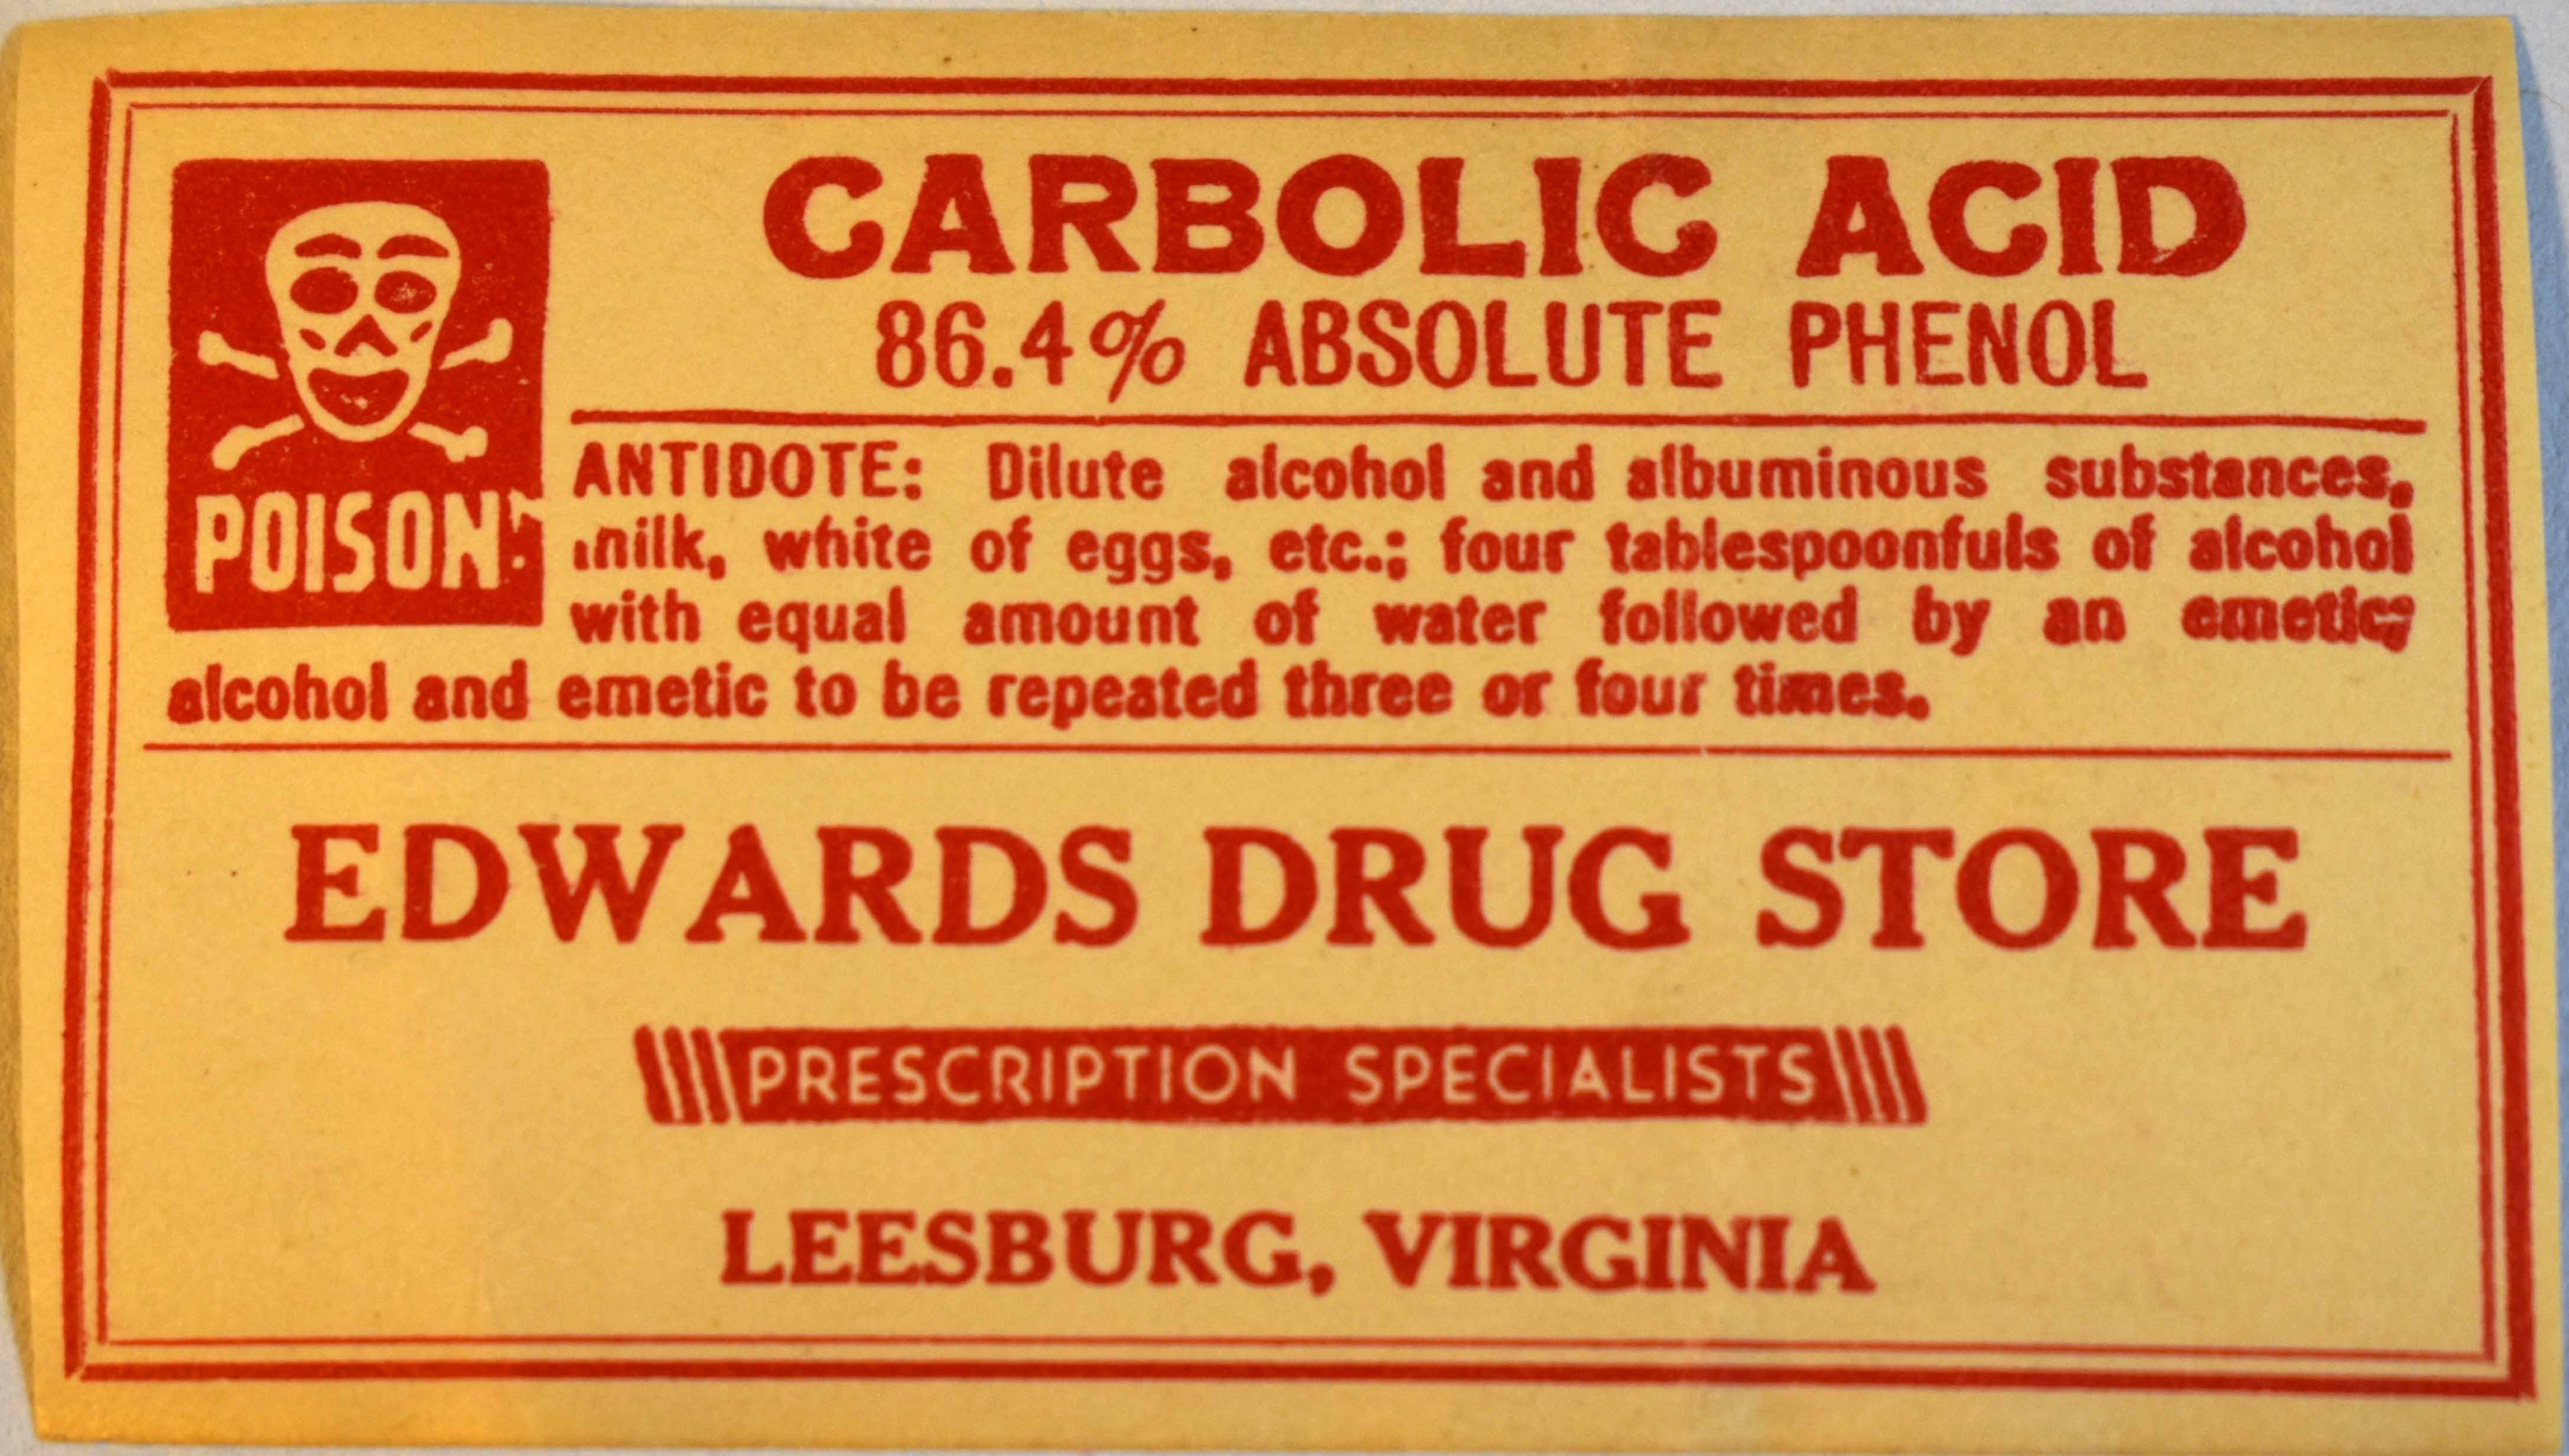 CARBOLIC ACID
86.4% ABSOLUTE PHENOL
POISON!
ANTIDOTE: Dilute alcohol and albuminous substances,
milk, white of eggs, etc.; four tablespoonfuls of alcohol
with equal amount of water followed by an emetic;
alcohol and emetic to be repeated three or four times.
EDWARDS DRUG STORE
PRESCRIPTION SPECIALISTS
LEESBURG, VIRGINIA